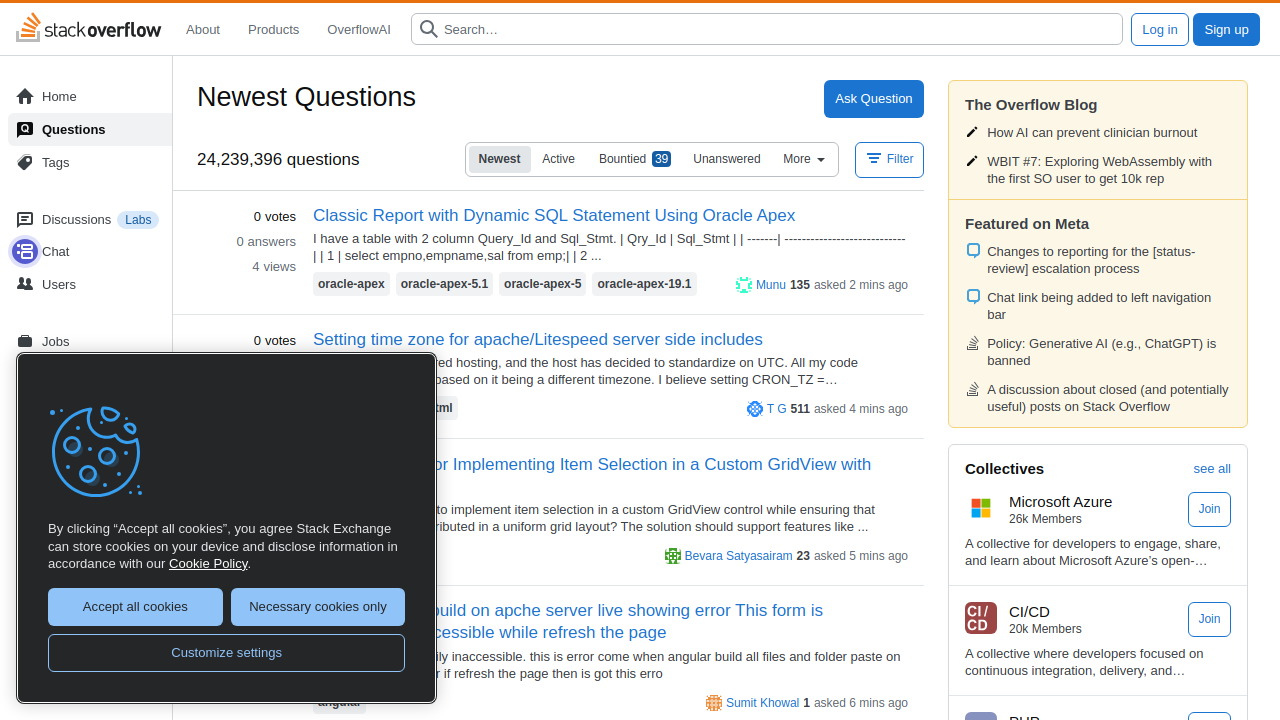 stack overflow
About
Products
OverflowAI
Search…
Log in
Sign up
Home
Questions
Tags
Discussions
Labs
Chat
Users
Jobs
Newest Questions
Ask Question
24,239,396 questions
Newest
Active
Bountied 39
Unanswered
More
Filter
0 votes
0 answers
4 views
Classic Report with Dynamic SQL Statement Using Oracle Apex
I have a table with 2 column Query_Id and Sql_Stmt. | Qry_Id | Sql_Stmt | | -------| ----------------------------
| | 1 | select empno,empname,sal from emp;| | 2 ...
oracle-apex
oracle-apex-5.1
oracle-apex-5
oracle-apex-19.1
Munu 135 asked 2 mins ago
0 votes
Setting time zone for apache/Litespeed server side includes
red hosting, and the host has decided to standardize on UTC. All my code
based on it being a different timezone. I believe setting CRON_TZ =…
T G 511 asked 4 mins ago
or Implementing Item Selection in a Custom GridView with
to implement item selection in a custom GridView control while ensuring that
tributed in a uniform grid layout? The solution should support features like ...
Bevara Satyasairam 23 asked 5 mins ago
build on apche server live showing error This form is
cessible while refresh the page
ily inaccessible. this is error come when angular build all files and folder paste on
r if refresh the page then is got this erro
angular
Sumit Khowal 1 asked 6 mins ago
By clicking “Accept all cookies”, you agree Stack Exchange
can store cookies on your device and disclose information in
accordance with our Cookie Policy.
Accept all cookies
Necessary cookies only
Customize settings
The Overflow Blog
How AI can prevent clinician burnout
WBIT #7: Exploring WebAssembly with
the first SO user to get 10k rep
Featured on Meta
Changes to reporting for the [status-
review] escalation process
Chat link being added to left navigation
bar
Policy: Generative AI (e.g., ChatGPT) is
banned
A discussion about closed (and potentially
useful) posts on Stack Overflow
Collectives
see all
Microsoft Azure
26k Members
Join
A collective for developers to engage, share,
and learn about Microsoft Azure’s open-…
CI/
CD
CI/CD
20k Members
Join
A collective where developers focused on
continuous integration, delivery, and…
PHP